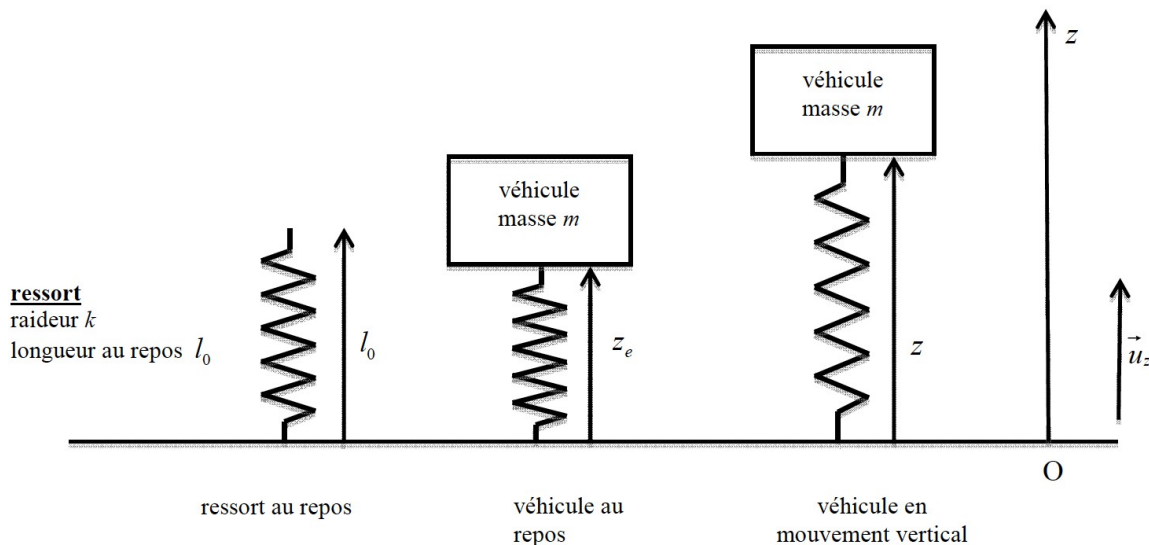 z
véhicule
masse m
véhicule
masse m
ressort
raideur k
longueur au repos l₀
l₀
zₑ
z
u⃗_z
O
ressort au repos
véhicule au
repos
véhicule en
mouvement vertical